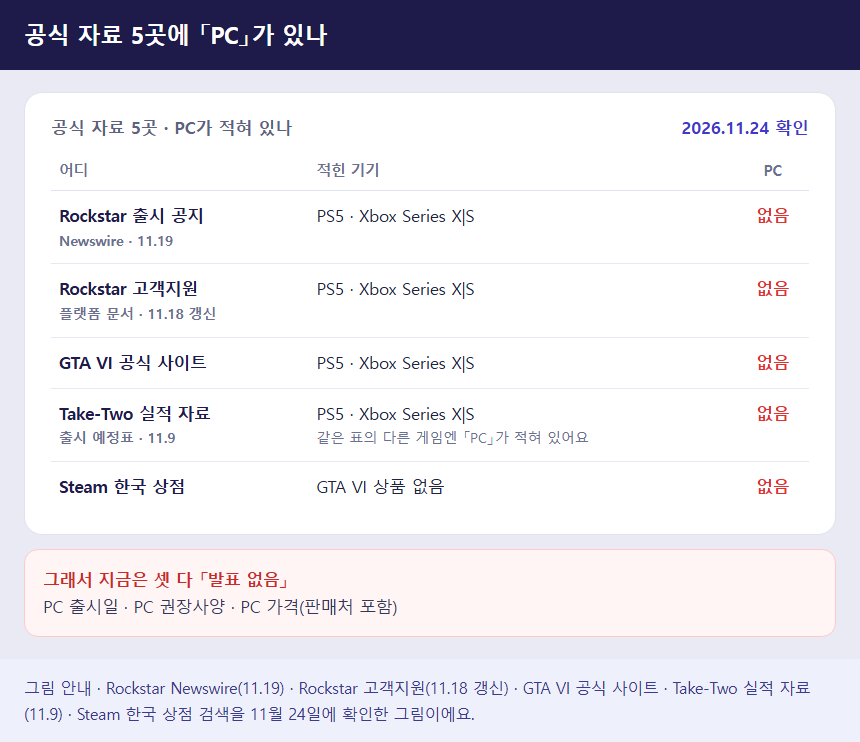 공식 자료 5곳에 「PC」가 있나
공식 자료 5곳 · PC가 적혀 있나 2026.11.24 확인
어디 적힌 기기 PC
Rockstar 출시 공지 PS5 · Xbox Series X|S 없음
Newswire · 11.19
Rockstar 고객지원 PS5 · Xbox Series X|S 없음
플랫폼 문서 · 11.18 갱신
GTA VI 공식 사이트 PS5 · Xbox Series X|S 없음
Take-Two 실적 자료 PS5 · Xbox Series X|S 없음
출시 예정표 · 11.9 같은 표의 다른 게임엔 「PC」가 적혀 있어요
Steam 한국 상점 GTA VI 상품 없음 없음
그래서 지금은 셋 다 「발표 없음」
PC 출시일 · PC 권장사양 · PC 가격(판매처 포함)
그림 안내 · Rockstar Newswire(11.19) · Rockstar 고객지원(11.18 갱신) · GTA VI 공식 사이트 · Take-Two 실적 자료
(11.9) · Steam 한국 상점 검색을 11월 24일에 확인한 그림이에요.